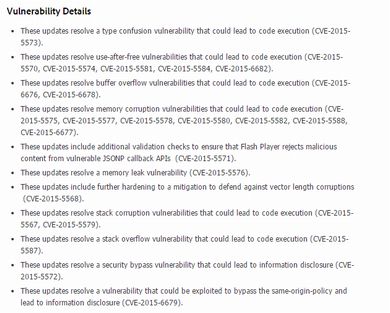 Vulnerability Details
These updates resolve a type confusion vulnerability that could lead to code execution (CVE-2015-
5573).
These updates resolve use-after-free vulnerabilities that could lead to code execution (CVE-2015-
5570, CVE-2015-5574, CVE-2015-5581, CVE-2015-5584, CVE-2015-6682).
These updates resolve buffer overflow vulnerabilities that could lead to code execution (CVE-2015-
6676, CVE-2015-6678).
These updates resolve memory corruption vulnerabilities that could lead to code execution (CVE-
2015-5575, CVE-2015-5577, CVE-2015-5578, CVE-2015-5580, CVE-2015-5582, CVE-2015-5588,
CVE-2015-6677).
These updates include additional validation checks to ensure that Flash Player rejects malicious
content from vulnerable JSONP callback APIs (CVE-2015-5571).
These updates resolve a memory leak vulnerability (CVE-2015-5576).
These updates include further hardening to a mitigation to defend against vector length corruptions
(CVE-2015-5568).
These updates resolve stack corruption vulnerabilities that could lead to code execution (CVE-2015-
5567, CVE-2015-5579).
These updates resolve a stack overflow vulnerability that could lead to code execution (CVE-2015-
5587).
These updates resolve a security bypass vulnerability that could lead to information disclosure (CVE-
2015-5572).
These updates resolve a vulnerability that could be exploited to bypass the same-origin-policy and
lead to information disclosure (CVE-2015-6679).